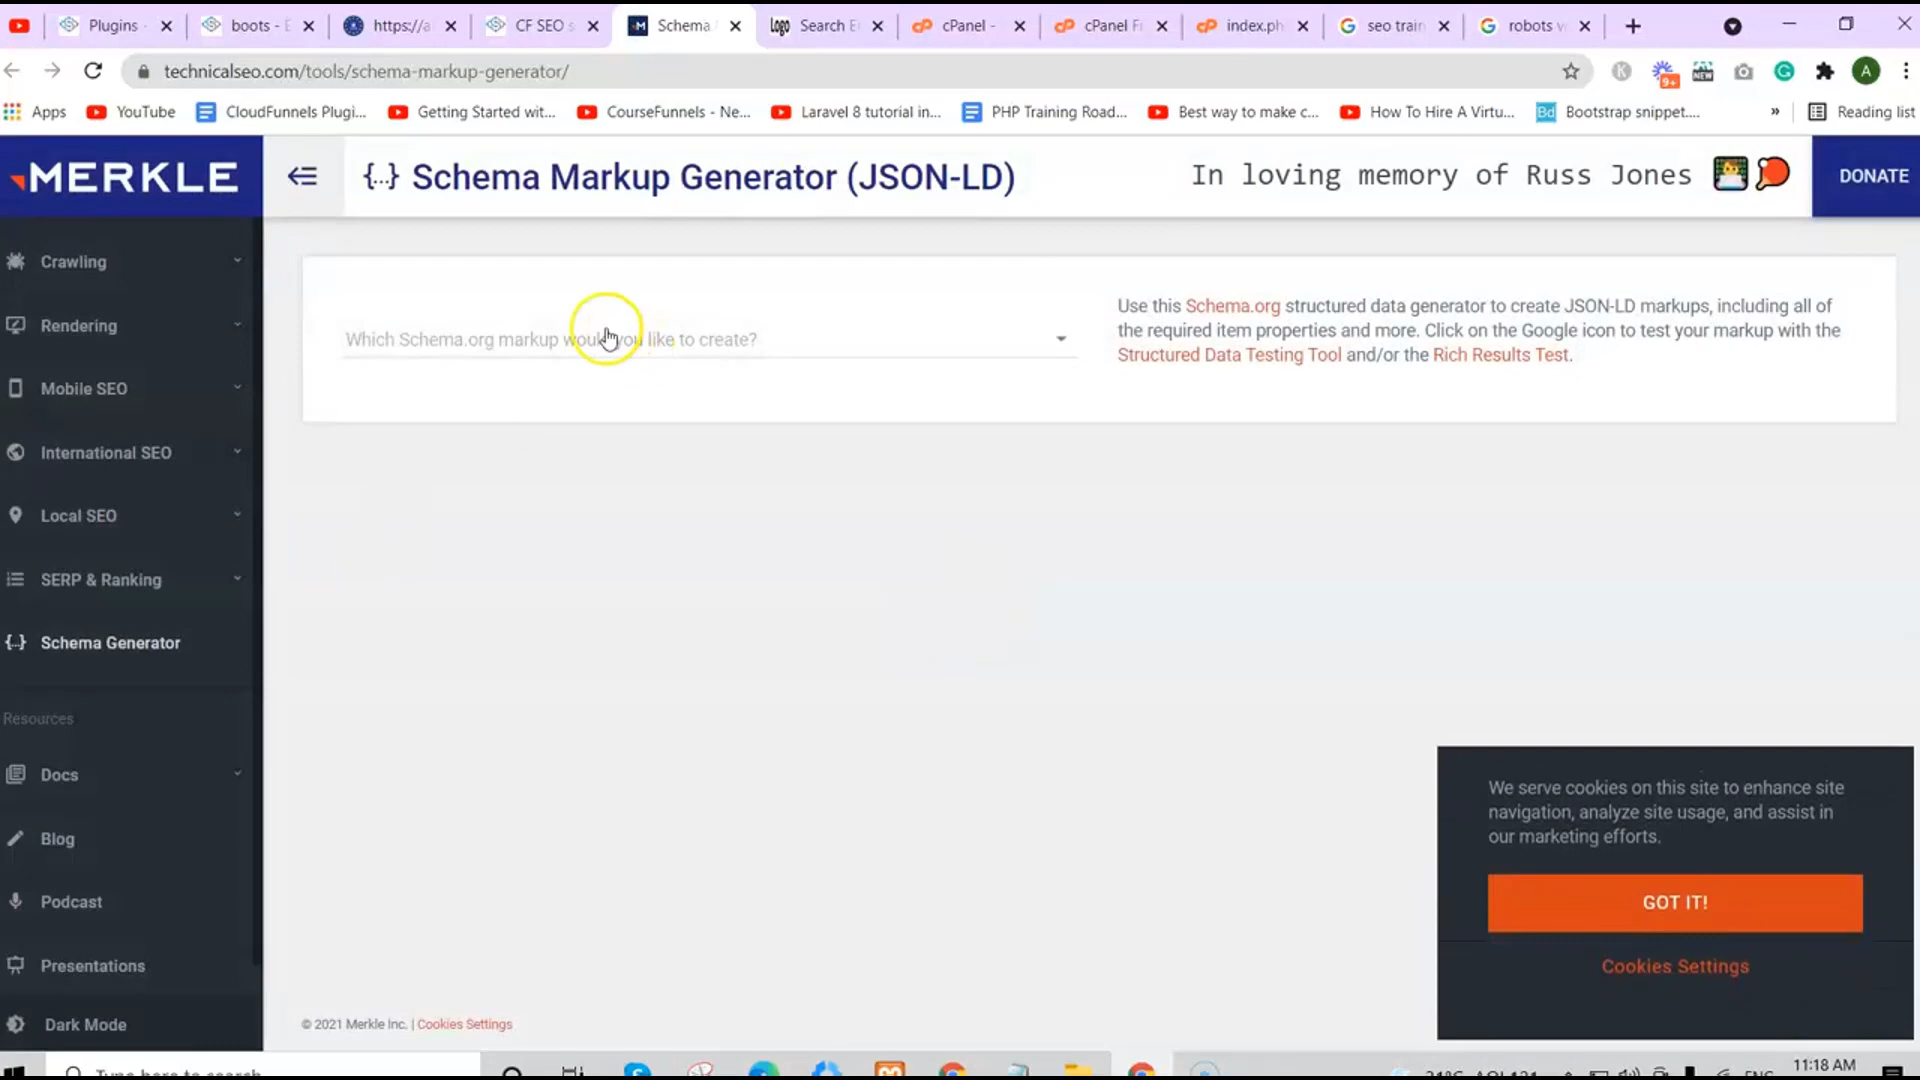 Plugins -
boots - E
https://a
CF SEO s
Schema
Search E
cPanel -
cPanel Fi
index.ph
seo train
robots v
technicalseo.com/tools/schema-markup-generator/
9+
NEW
A
Apps
YouTube
CloudFunnels Plugi...
Getting Started wit...
CourseFunnels - Ne...
Laravel 8 tutorial in...
PHP Training Road...
Best way to make c...
How To Hire A Virtu...
Bd Bootstrap snippet....
»
Reading list
MERKLE
{...} Schema Markup Generator (JSON-LD)
In loving memory of Russ Jones
DONATE
Crawling
Rendering
Mobile SEO
International SEO
Local SEO
SERP & Ranking
{...} Schema Generator
Resources
Docs
Blog
Podcast
Presentations
Dark Mode
Which Schema.org markup would you like to create?
Use this Schema.org structured data generator to create JSON-LD markups, including all of
the required item properties and more. Click on the Google icon to test your markup with the
Structured Data Testing Tool and/or the Rich Results Test.
We serve cookies on this site to enhance site
navigation, analyze site usage, and assist in
our marketing efforts.
GOT IT!
Cookies Settings
© 2021 Merkle Inc. | Cookies Settings
Type here to search
11:18 AM